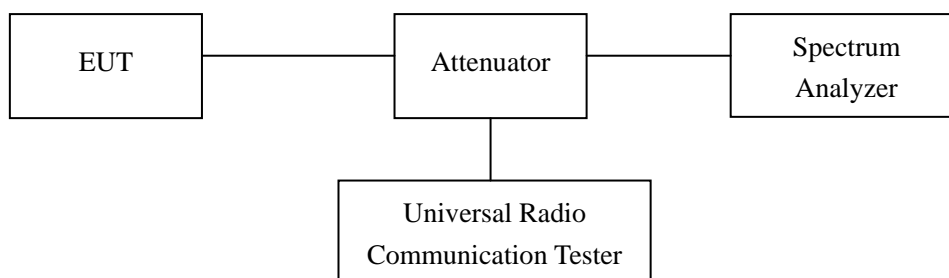 EUT
Attenuator
Spectrum
Analyzer
Universal Radio
Communication Tester